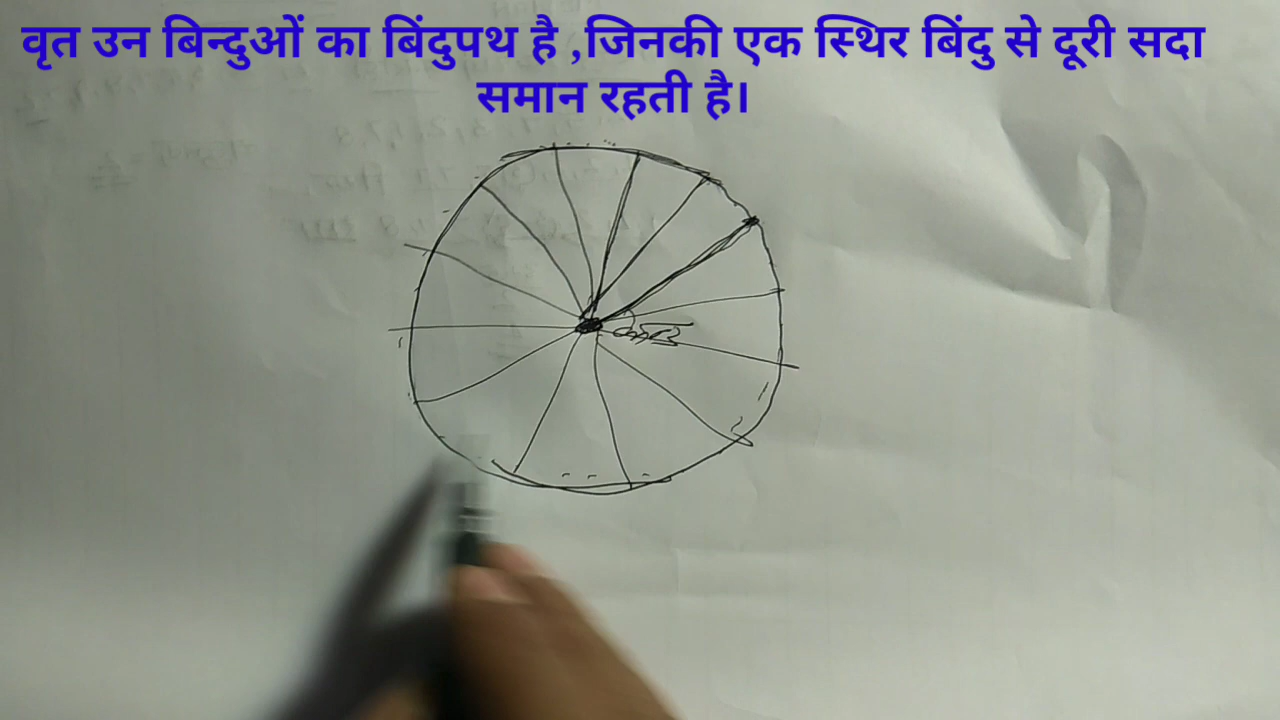 वृत उन बिन्दुओं का बिंदुपथ है ,जिनकी एक स्थिर बिंदु से दूरी सदा
समान रहती है।
केन्द्र